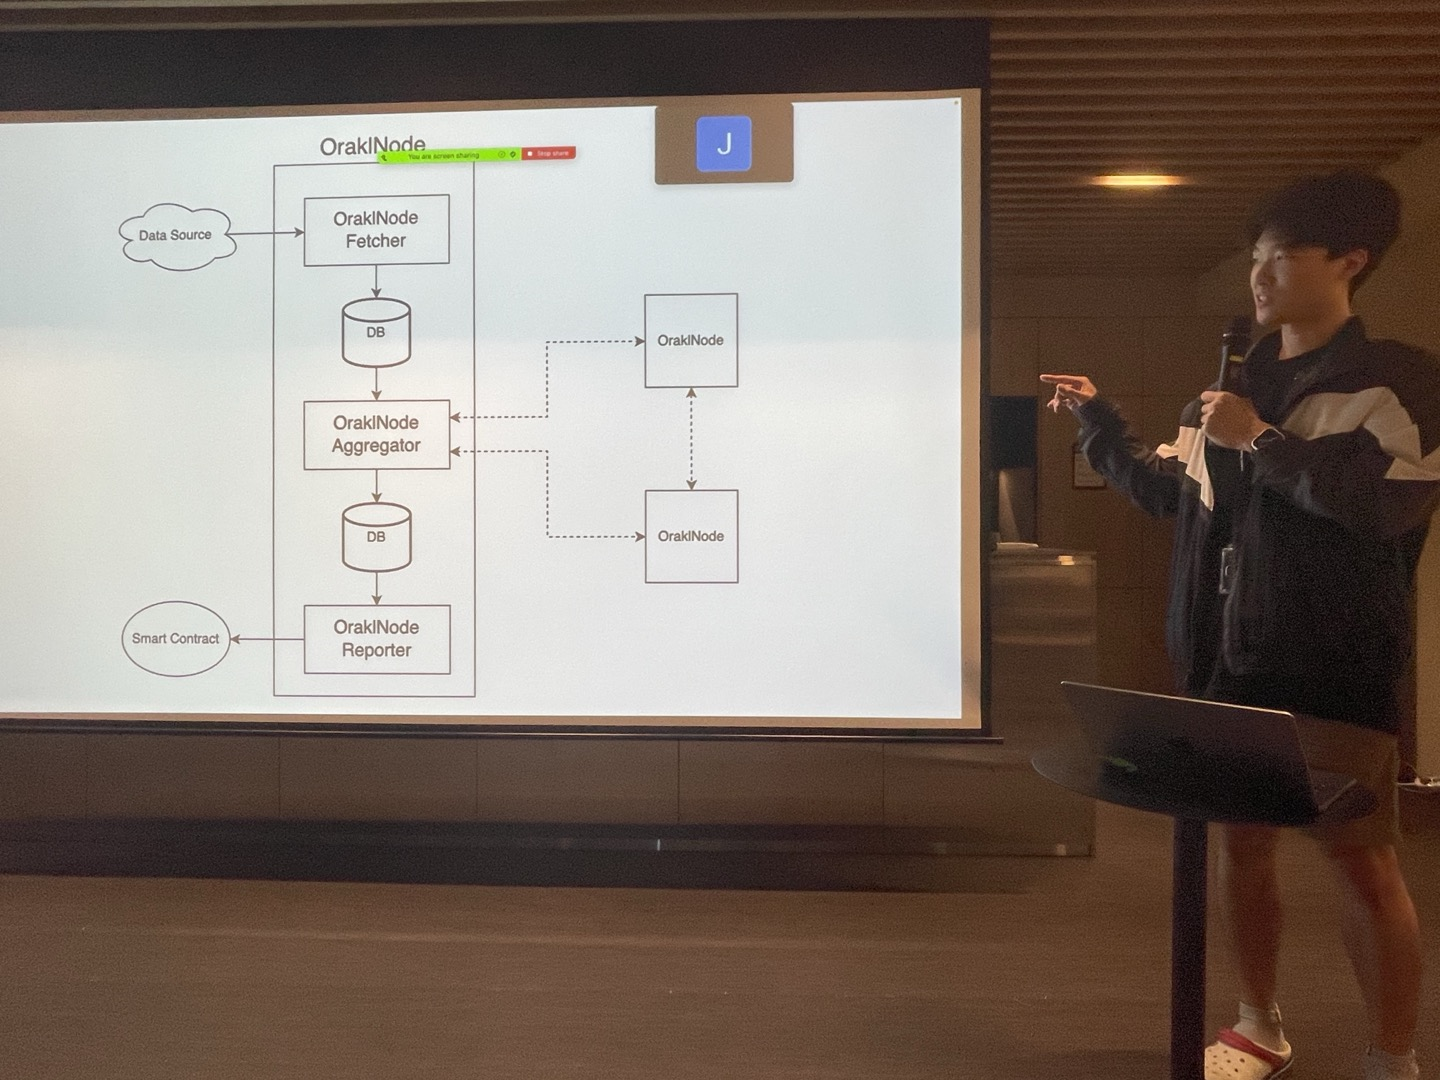 OraklNode
You are screen sharing
Stop share
J
Data Source
OraklNode
Fetcher
DB
OraklNode
OraklNode
Aggregator
DB
OraklNode
Smart Contract
OraklNode
Reporter